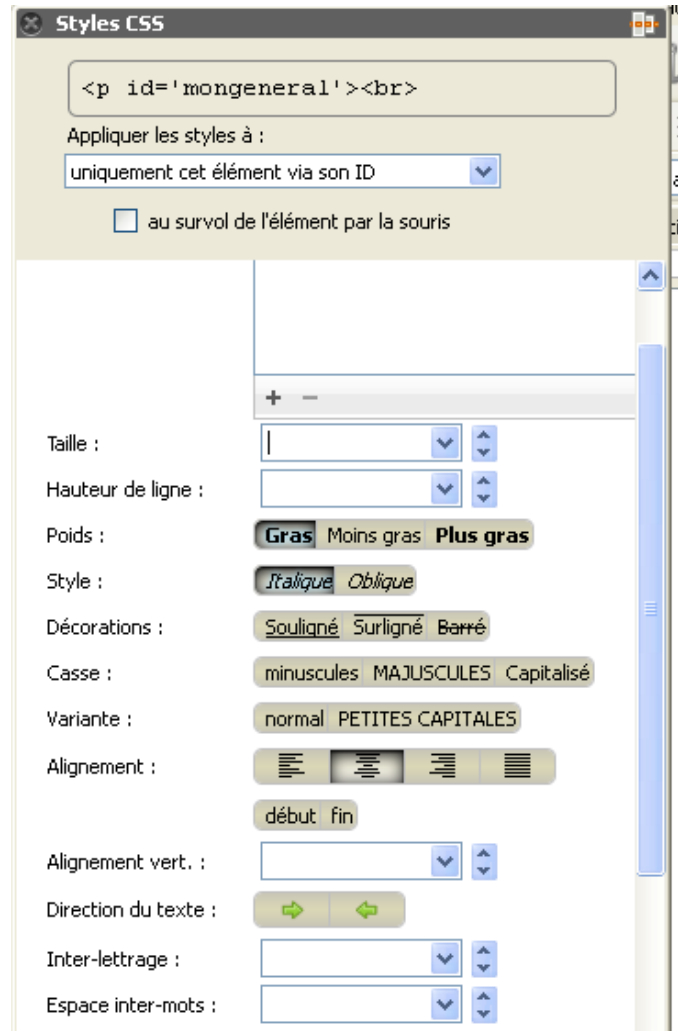 Styles CSS
<p id='mongeneral'><br>
Appliquer les styles à :
uniquement cet élément via son ID
au survol de l'élément par la souris
Taille :
Hauteur de ligne :
Poids : Gras Moins gras Plus gras
Style : Italique Oblique
Décorations : Souligné Surligné Barré
Casse : minuscules MAJUSCULES Capitalisé
Variante : normal PETITES CAPITALES
Alignement :
début fin
Alignement vert. :
Direction du texte :
Inter-lettrage :
Espace inter-mots :